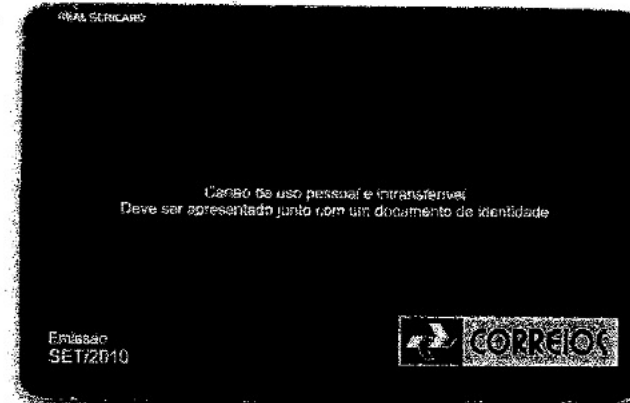 Cartão de uso pessoal e intransferível
Deve ser apresentado junto com um documento de identidade
Emissão
SET/2010
CORREIOS